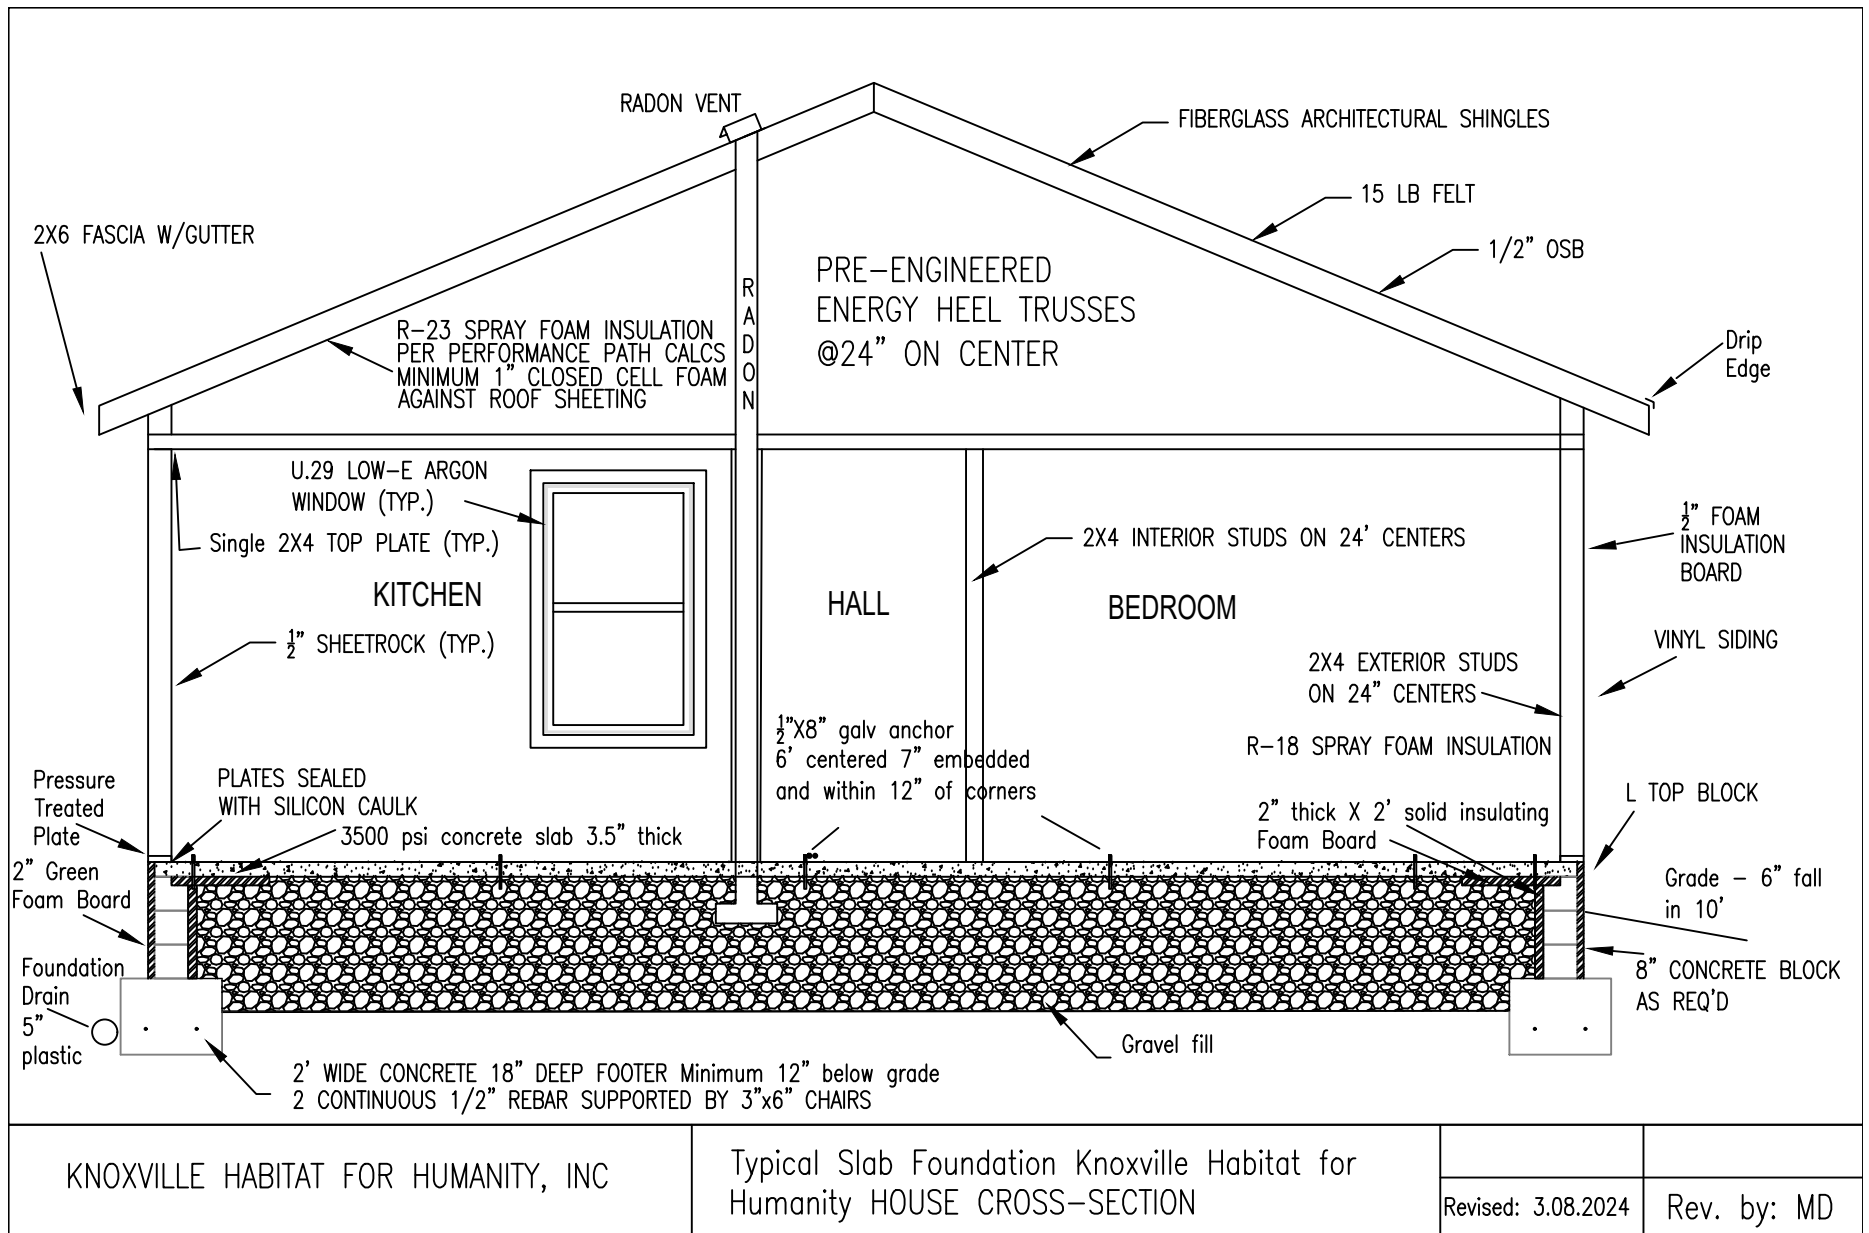 RADON VENT
FIBERGLASS ARCHITECTURAL SHINGLES
15 LB FELT
2X6 FASCIA W/GUTTER
1/2" OSB
PRE-ENGINEERED
ENERGY HEEL TRUSSES
@24" ON CENTER
RADON
R-23 SPRAY FOAM INSULATION
PER PERFORMANCE PATH CALCS
MINIMUM 1" CLOSED CELL FOAM
AGAINST ROOF SHEETING
Drip
Edge
U.29 LOW-E ARGON
WINDOW (TYP.)
Single 2X4 TOP PLATE (TYP.)
2X4 INTERIOR STUDS ON 24' CENTERS
½" FOAM
INSULATION
BOARD
KITCHEN
HALL
BEDROOM
½" SHEETROCK (TYP.)
VINYL SIDING
2X4 EXTERIOR STUDS
ON 24" CENTERS
½"X8" galv anchor
6' centered 7" embedded
and within 12" of corners
R-18 SPRAY FOAM INSULATION
Pressure
Treated
Plate
PLATES SEALED
WITH SILICON CAULK
3500 psi concrete slab 3.5" thick
2" thick X 2' solid insulating
Foam Board
L TOP BLOCK
2" Green
Foam Board
Grade - 6" fall
in 10'
Foundation
Drain
5"
plastic
8" CONCRETE BLOCK
AS REQ'D
Gravel fill
2' WIDE CONCRETE 18" DEEP FOOTER Minimum 12" below grade
2 CONTINUOUS 1/2" REBAR SUPPORTED BY 3"x6" CHAIRS
KNOXVILLE HABITAT FOR HUMANITY, INC
Typical Slab Foundation Knoxville Habitat for
Humanity HOUSE CROSS-SECTION
Revised: 3.08.2024
Rev. by: MD